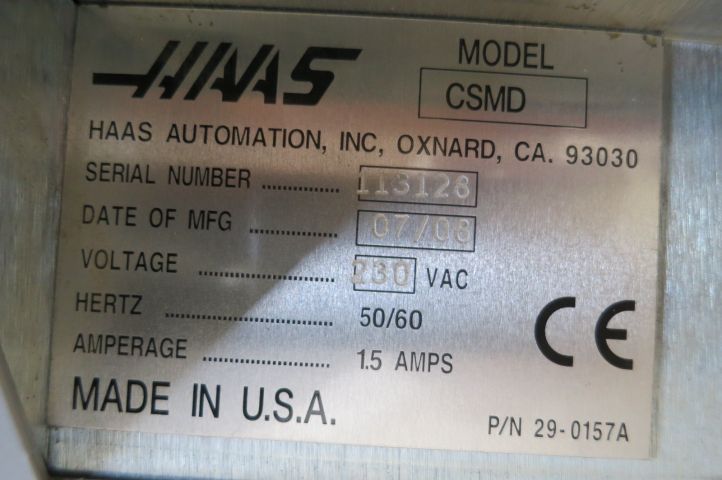 HAAS
MODEL
CSMD
HAAS AUTOMATION, INC, OXNARD, CA. 93030
SERIAL NUMBER ................ 113128
DATE OF MFG .................. 07/08
VOLTAGE ........................... 230 VAC
HERTZ ................................ 50/60
AMPERAGE ........................ 1.5 AMPS
CE
MADE IN U.S.A.
P/N 29-0157A